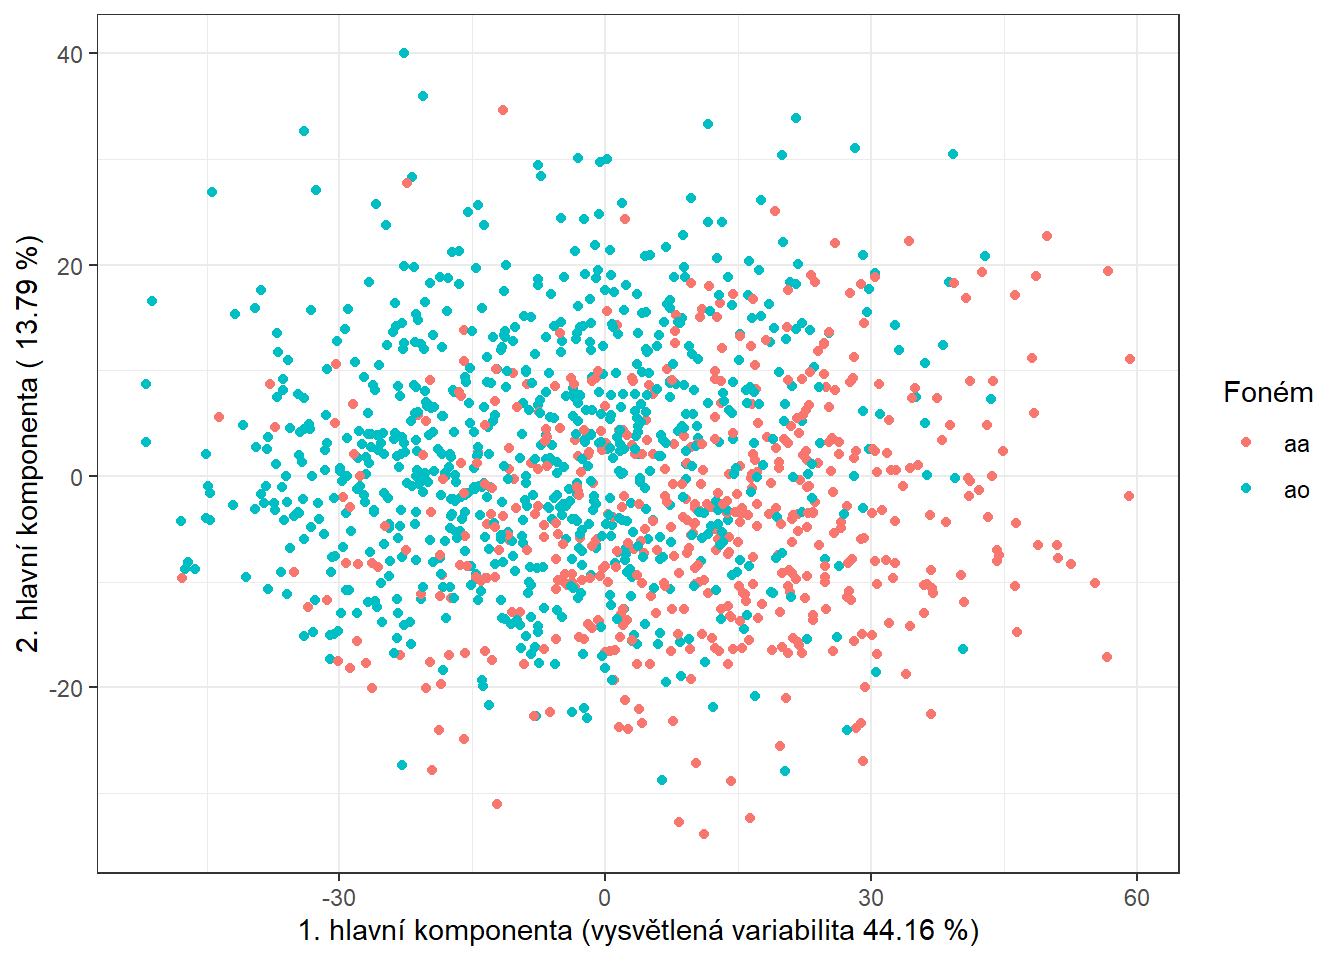 40
20
0
-20
-30
0
30
60
2. hlavní komponenta ( 13.79 %)
1. hlavní komponenta (vysvětlená variabilita 44.16 %)
Foném
aa
ao